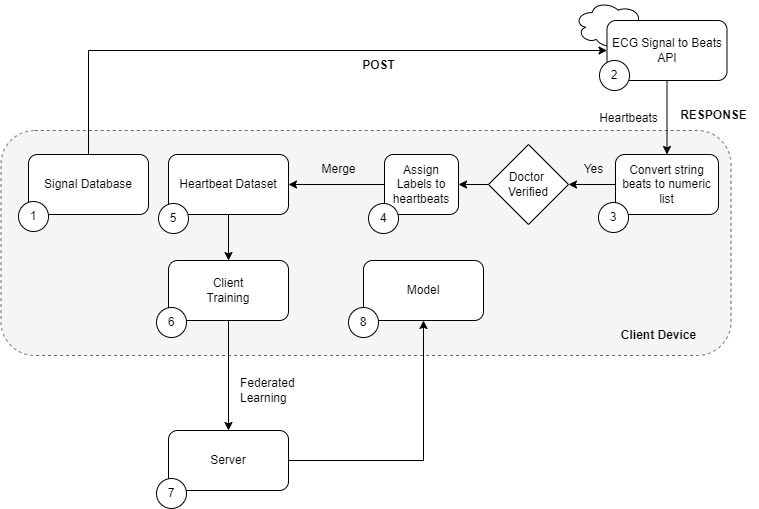 ECG Signal to Beats
API
2
POST
Heartbeats
RESPONSE
Signal Database
1
Heartbeat Dataset
5
Merge
Assign
Labels to
heartbeats
4
Doctor
Verified
Yes
Convert string
beats to numeric
list
3
Client
Training
6
Model
8
Client Device
Federated
Learning
Server
7